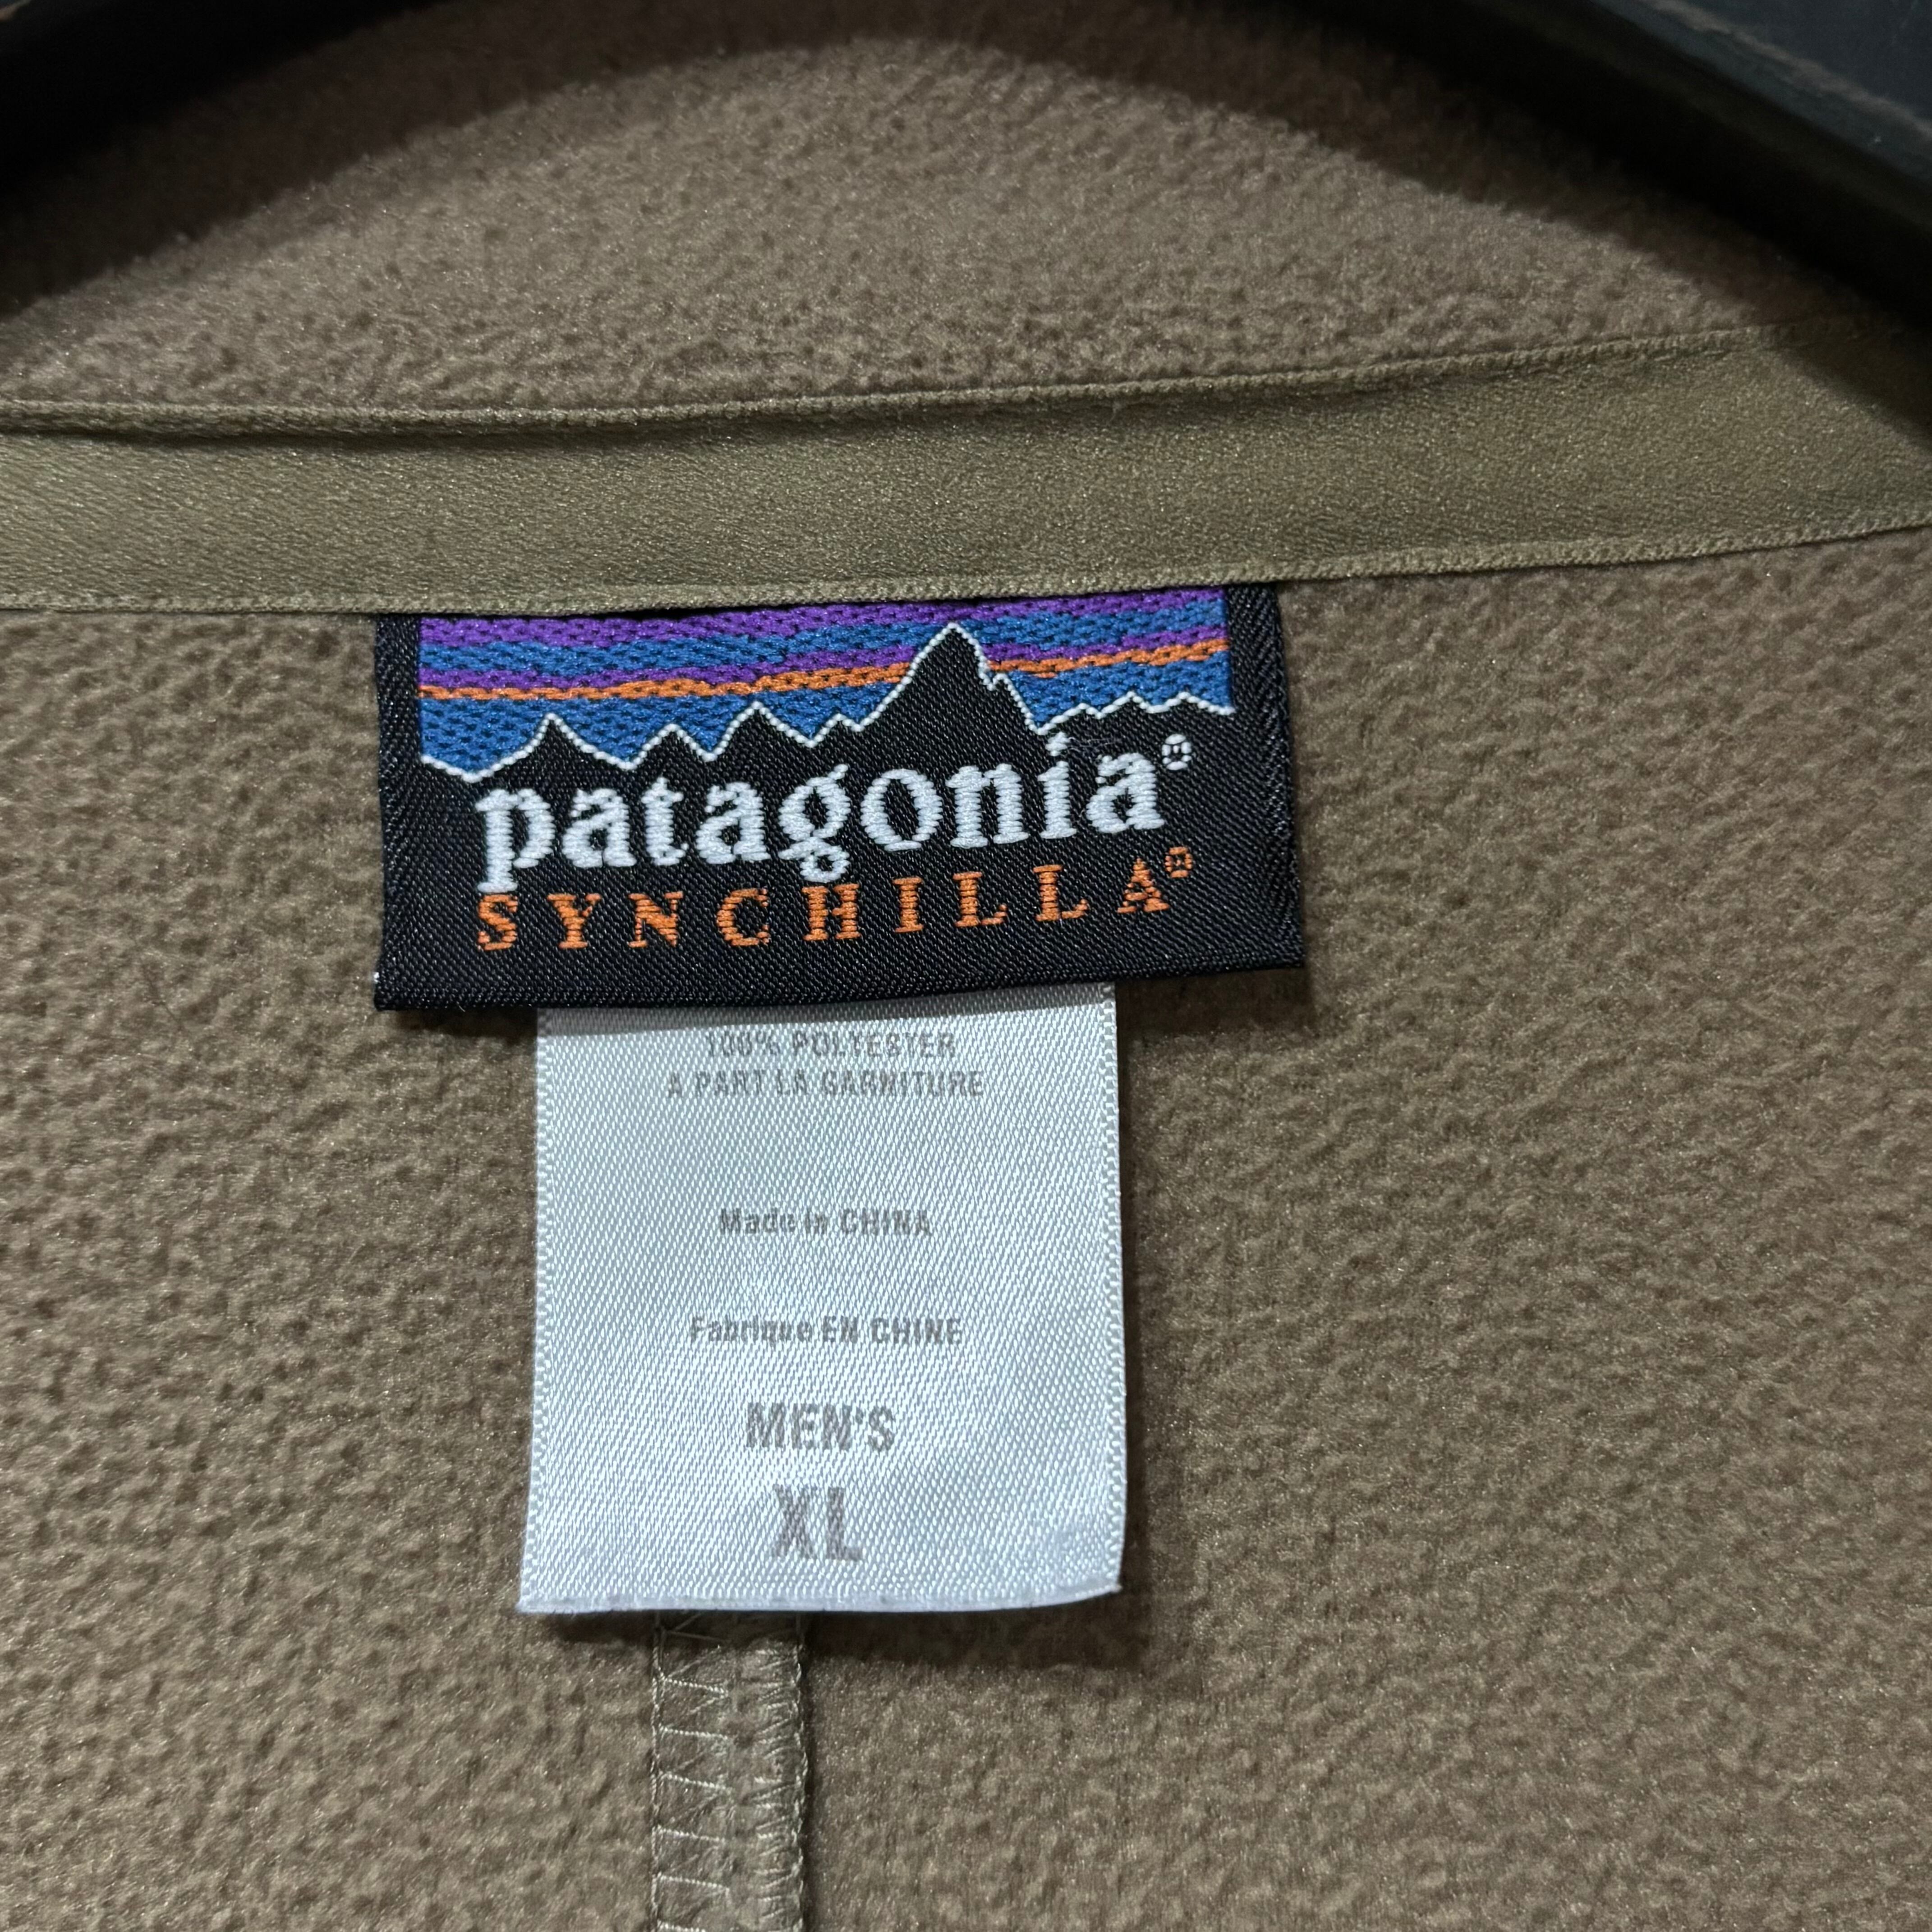 patagonia®
SYNCHILLA®
100% POLYESTER
A PART LA GARNITURE
Made in CHINA
Fabrique EN CHINE
MEN'S
XL